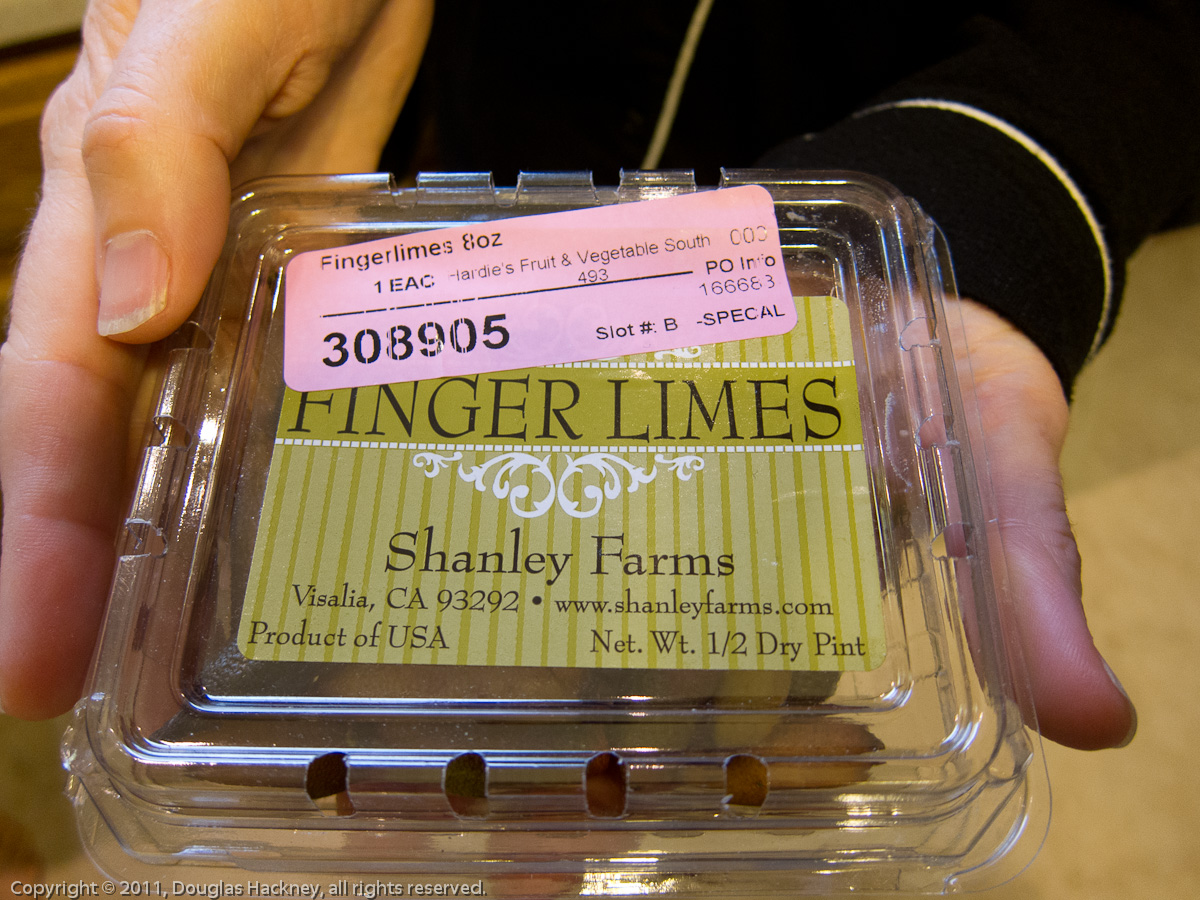 Fingerlimes 8oz
1 EAC Hardie's Fruit & Vegetable South 000
493 PO Info
166683
308905 Slot #: B -SPECAL
FINGER LIMES
Shanley Farms
Visalia, CA 93292 • www.shanleyfarms.com
Product of USA Net. Wt. 1/2 Dry Pint
Copyright © 2011, Douglas Hackney, all rights reserved.